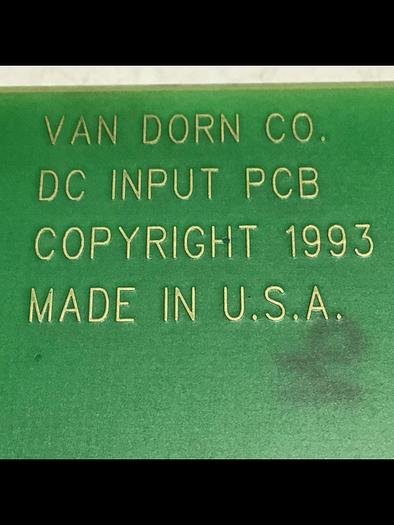 VAN DORN CO.
DC INPUT PCB
COPYRIGHT 1993
MADE IN U.S.A.